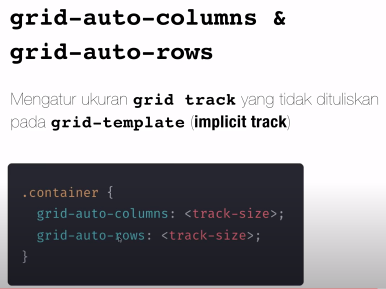 grid-auto-columns &
grid-auto-rows
Mengatur ukuran grid track yang tidak dituliskan
pada grid-template (implicit track)
.container {
grid-auto-columns: <track-size>;
grid-auto-rows: <track-size>;
}